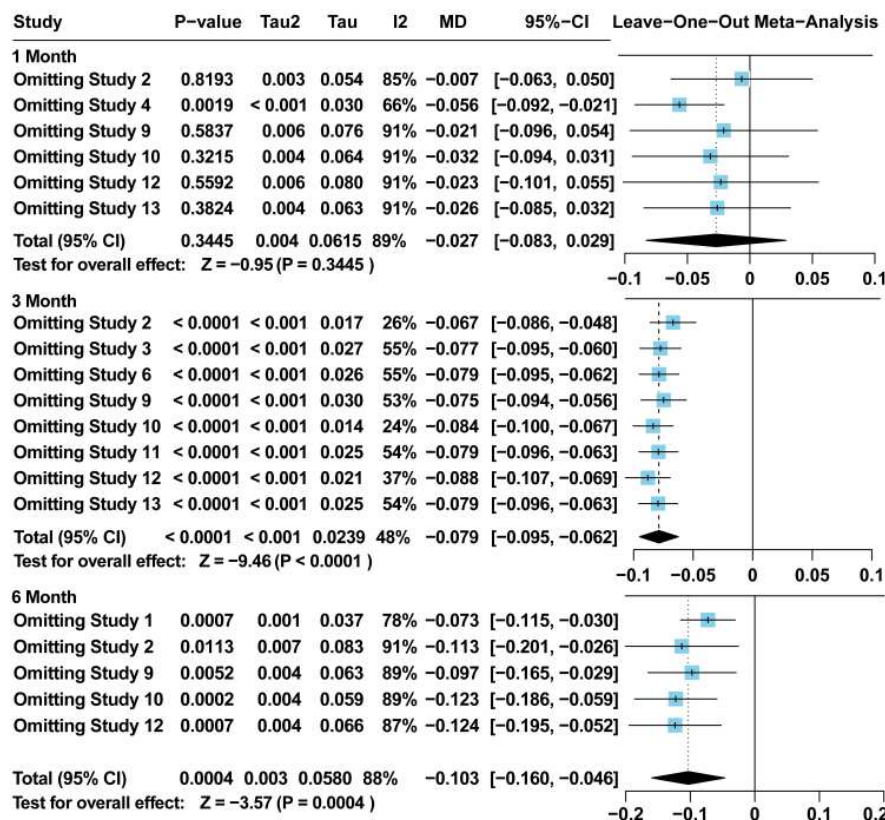 Study P-value Tau2 Tau I2 MD 95%-CI Leave-One-Out Meta-Analysis
1 Month
Omitting Study 2 0.8193 0.003 0.054 85% −0.007 [−0.063, 0.050]
Omitting Study 4 0.0019 < 0.001 0.030 66% −0.056 [−0.092, −0.021]
Omitting Study 9 0.5837 0.006 0.076 91% −0.021 [−0.096, 0.054]
Omitting Study 10 0.3215 0.004 0.064 91% −0.032 [−0.094, 0.031]
Omitting Study 12 0.5592 0.006 0.080 91% −0.023 [−0.101, 0.055]
Omitting Study 13 0.3824 0.004 0.063 91% −0.026 [−0.085, 0.032]
Total (95% CI) 0.3445 0.004 0.0615 89% −0.027 [−0.083, 0.029]
Test for overall effect: Z = −0.95 (P = 0.3445 )
−0.1 −0.05 0 0.05 0.1
3 Month
Omitting Study 2 < 0.0001 < 0.001 0.017 26% −0.067 [−0.086, −0.048]
Omitting Study 3 < 0.0001 < 0.001 0.027 55% −0.077 [−0.095, −0.060]
Omitting Study 6 < 0.0001 < 0.001 0.026 55% −0.079 [−0.095, −0.062]
Omitting Study 9 < 0.0001 < 0.001 0.030 53% −0.075 [−0.094, −0.056]
Omitting Study 10 < 0.0001 < 0.001 0.014 24% −0.084 [−0.100, −0.067]
Omitting Study 11 < 0.0001 < 0.001 0.025 54% −0.079 [−0.096, −0.063]
Omitting Study 12 < 0.0001 < 0.001 0.021 37% −0.088 [−0.107, −0.069]
Omitting Study 13 < 0.0001 < 0.001 0.025 54% −0.079 [−0.096, −0.063]
Total (95% CI) < 0.0001 < 0.001 0.0239 48% −0.079 [−0.095, −0.062]
Test for overall effect: Z = −9.46 (P < 0.0001 )
−0.1 −0.05 0 0.05 0.1
6 Month
Omitting Study 1 0.0007 0.001 0.037 78% −0.073 [−0.115, −0.030]
Omitting Study 2 0.0113 0.007 0.083 91% −0.113 [−0.201, −0.026]
Omitting Study 9 0.0052 0.004 0.063 89% −0.097 [−0.165, −0.029]
Omitting Study 10 0.0002 0.004 0.059 89% −0.123 [−0.186, −0.059]
Omitting Study 12 0.0007 0.004 0.066 87% −0.124 [−0.195, −0.052]
Total (95% CI) 0.0004 0.003 0.0580 88% −0.103 [−0.160, −0.046]
Test for overall effect: Z = −3.57 (P = 0.0004 )
−0.2 −0.1 0 0.1 0.2